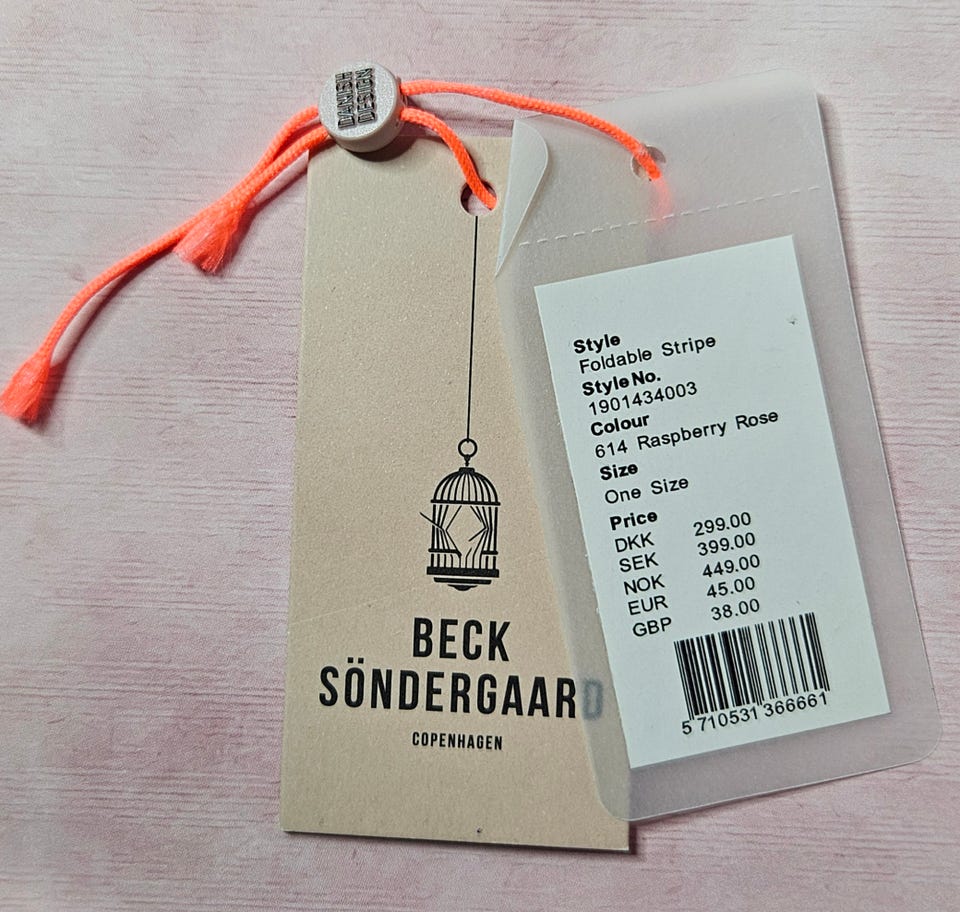 DANISH
DESIGN
BECK
SÖNDERGAARD
COPENHAGEN
Style
Foldable Stripe
Style No.
1901434003
Colour
614 Raspberry Rose
Size
One Size
Price
DKK 299.00
SEK 399.00
NOK 449.00
EUR 45.00
GBP 38.00
5 710531 366661